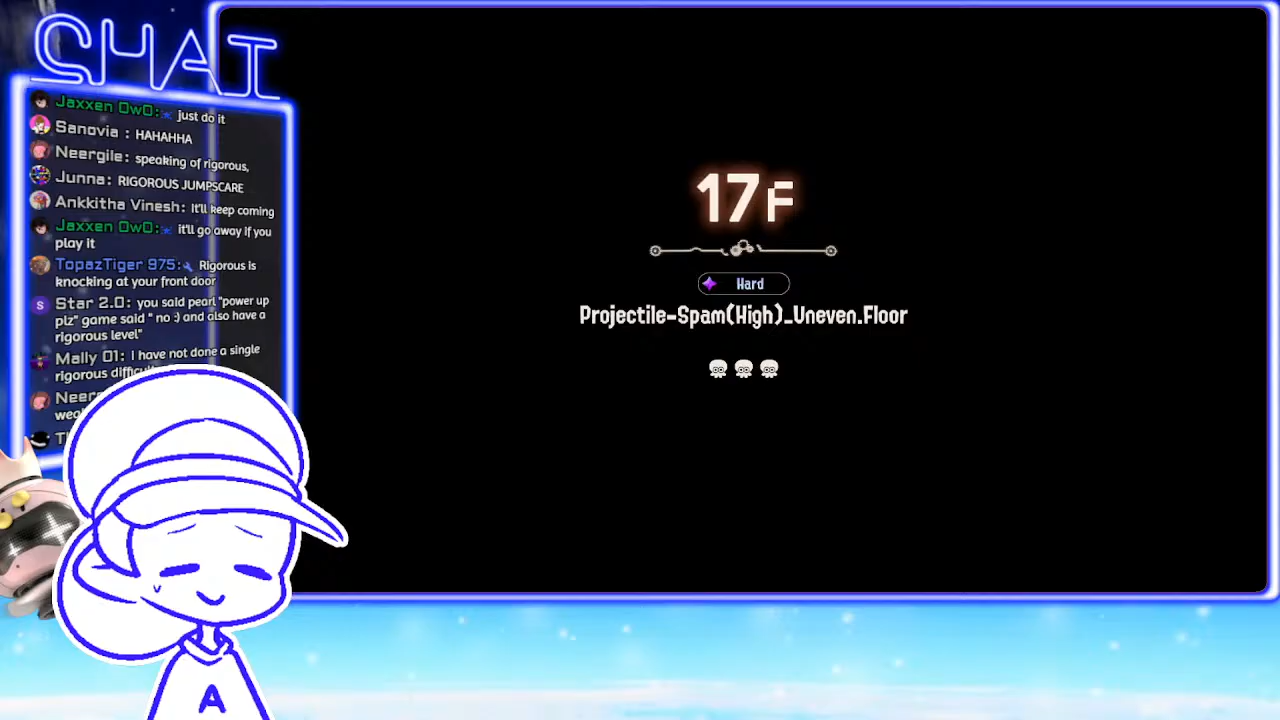 CHAT
Jaxxen OwO: just do it
Sanovia : HAHAHHA
Neergile: speaking of rigorous,
Junna: RIGOROUS JUMPSCARE
Ankkitha Vinesh: it'll keep coming
Jaxxen OwO: it'll go away if you
play it
TopazTiger 975: Rigorous is
knocking at your front door
S Star 2.0: you said pearl "power up
plz" game said " no :) and also have a
rigorous level"
Mally 01: I have not done a single
rigorous
17F
Hard
Projectile-Spam(High)_Uneven.Floor
A